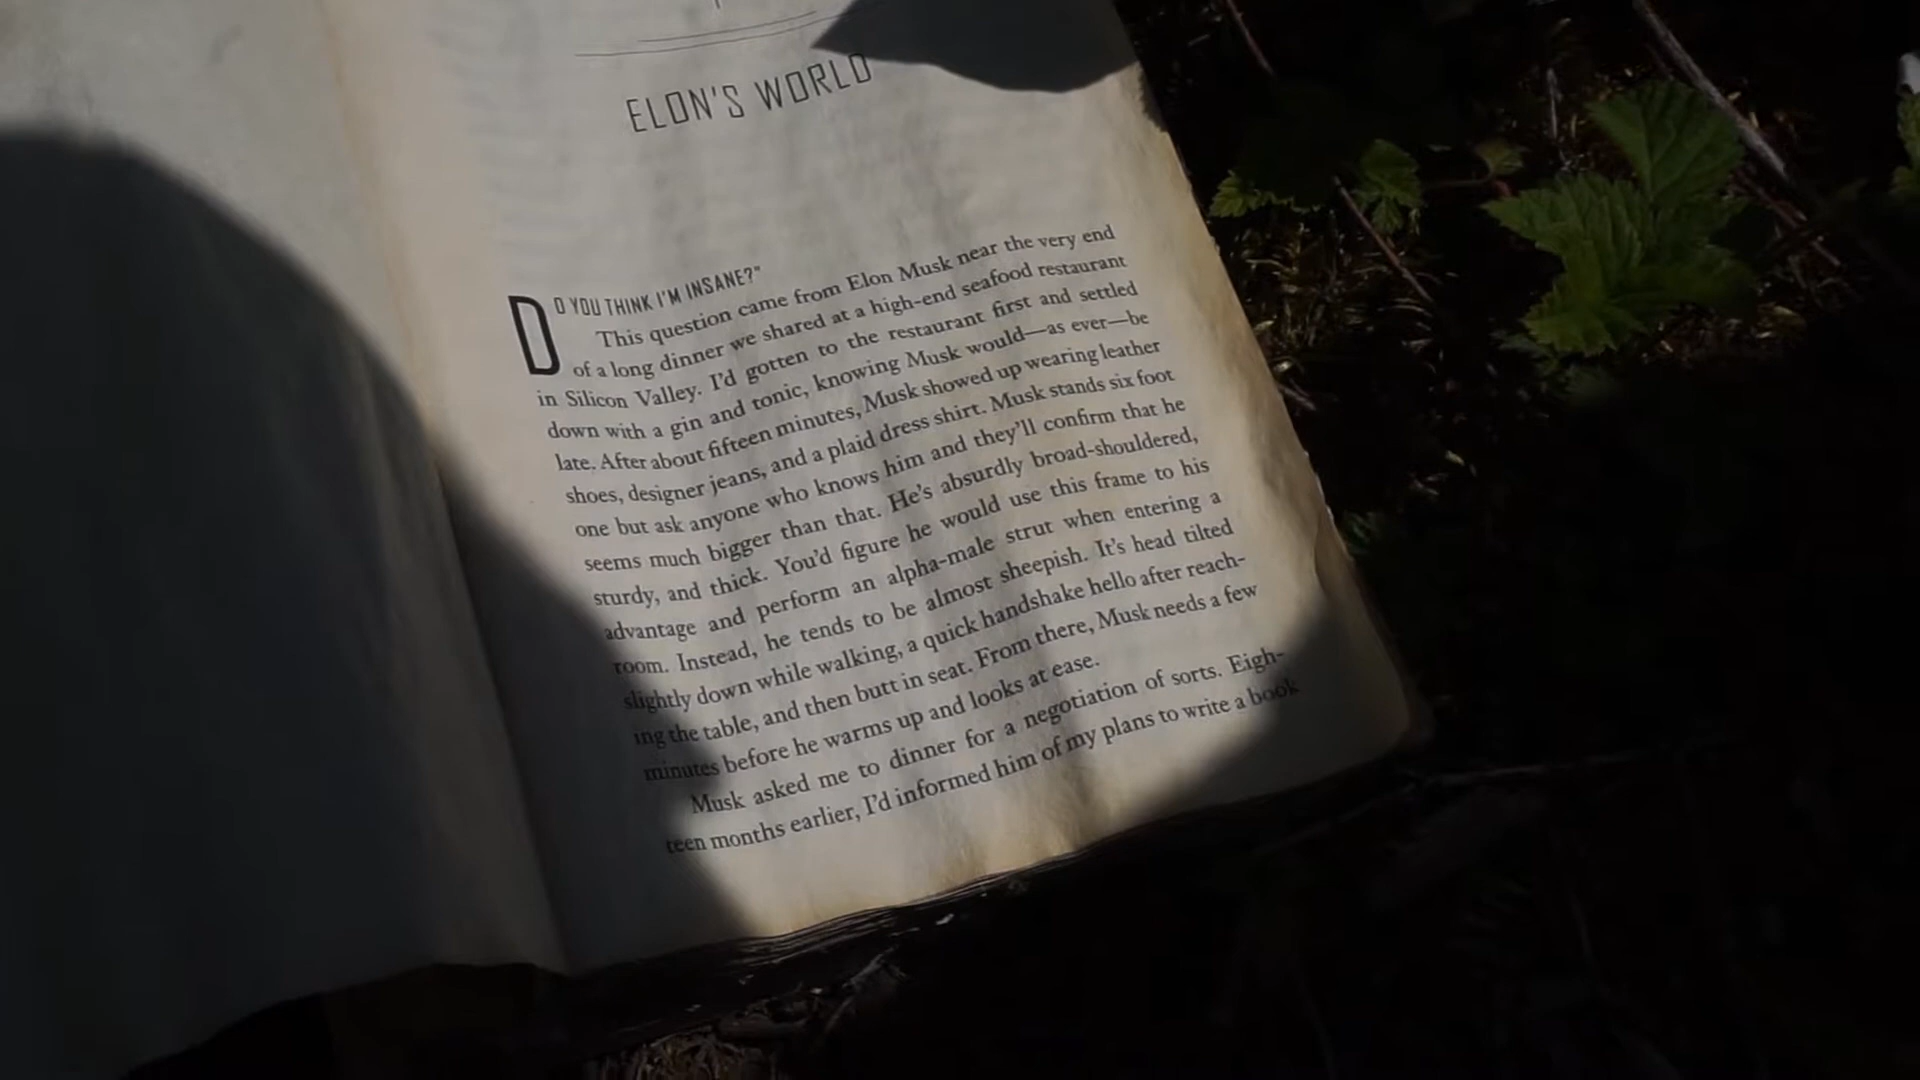 ELON'S WORLD
DO YOU THINK I'M INSANE?"
This question came from Elon Musk near the very end
of a long dinner we shared at a high-end seafood restaurant
in Silicon Valley. I'd gotten to the restaurant first and settled
down with a gin and tonic, knowing Musk would—as ever—be
late. After about fifteen minutes, Musk showed up wearing leather
shoes, designer jeans, and a plaid dress shirt. Musk stands six foot
one but ask anyone who knows him and they'll confirm that he
seems much bigger than that. He's absurdly broad-shouldered,
sturdy, and thick. You'd figure he would use this frame to his
advantage and perform an alpha-male strut when entering a
room. Instead, he tends to be almost sheepish. It's head tilted
slightly down while walking, a quick handshake hello after reach-
ing the table, and then butt in seat. From there, Musk needs a few
minutes before he warms up and looks at ease.
Musk asked me to dinner for a negotiation of sorts. Eigh-
teen months earlier, I'd informed him of my plans to write a book